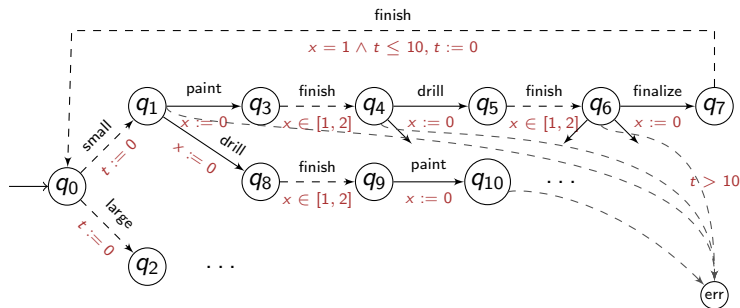 finish
x = 1 ∧ t ≤ 10, t := 0
paint finish drill finish finalize
q1 q3 q4 q5 q6 q7
x := 0 x ∈ [1, 2] x := 0 x ∈ [1, 2] x := 0
small
t := 0
drill
x := 0
finish paint
q0 q8 q9 q10 · · ·
x ∈ [1, 2] x := 0
t > 10
large
t := 0
q2 · · ·
err